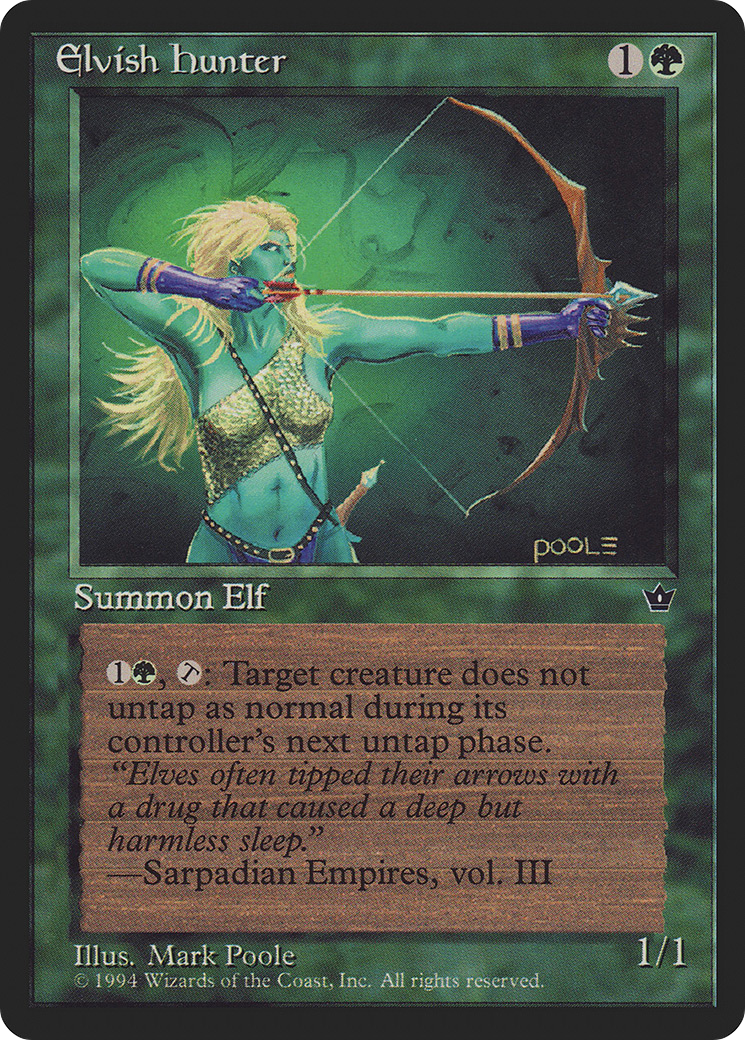 Elvish Hunter
1
POOLE
Summon Elf
1, T: Target creature does not
untap as normal during its
controller's next untap phase.
“Elves often tipped their arrows with
a drug that caused a deep but
harmless sleep.”
—Sarpadian Empires, vol. III
Illus. Mark Poole
1/1
© 1994 Wizards of the Coast, Inc. All rights reserved.